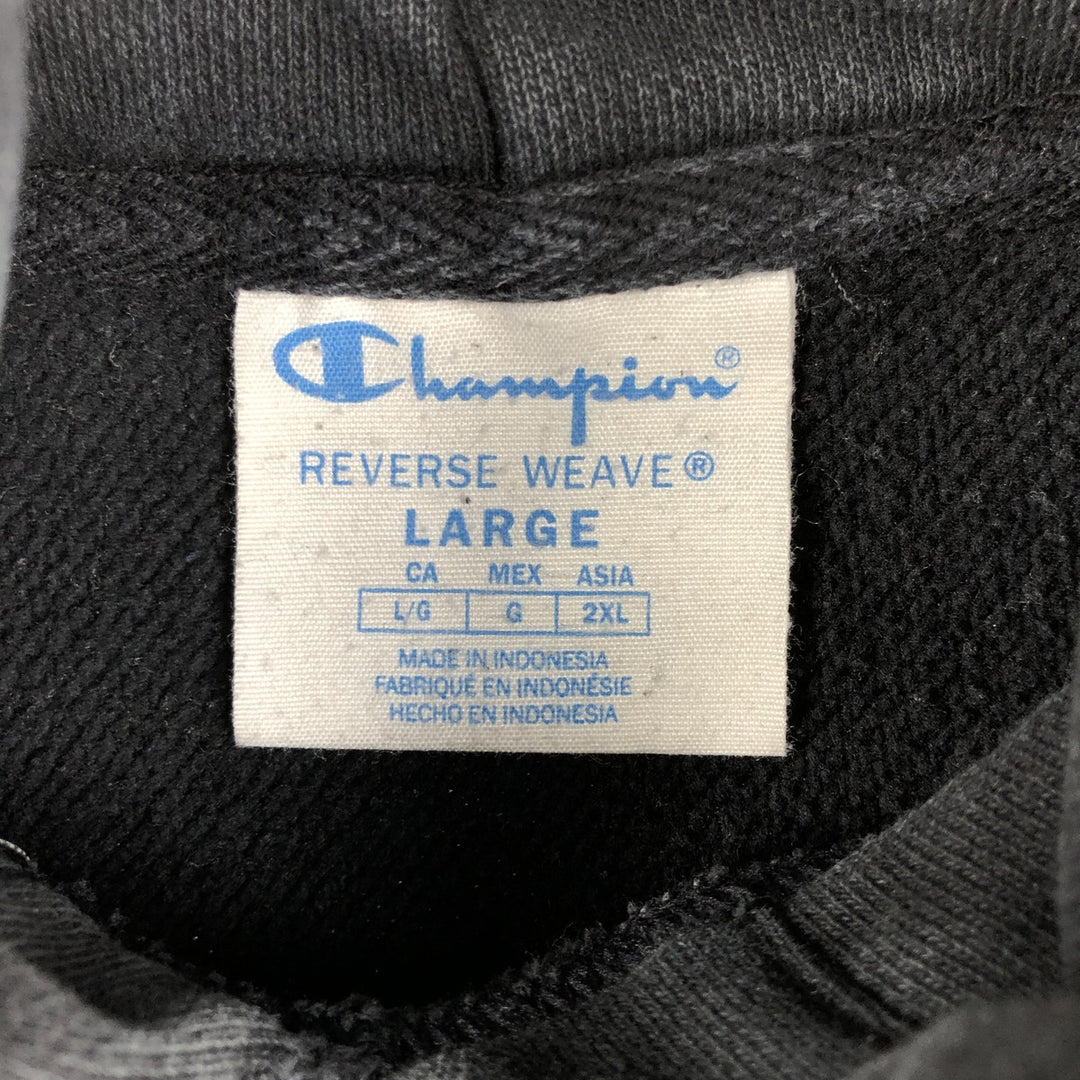 Champion®
REVERSE WEAVE®
LARGE
CA MEX ASIA
L/G G 2XL
MADE IN INDONESIA
FABRIQUÉ EN INDONÉSIE
HECHO EN INDONESIA